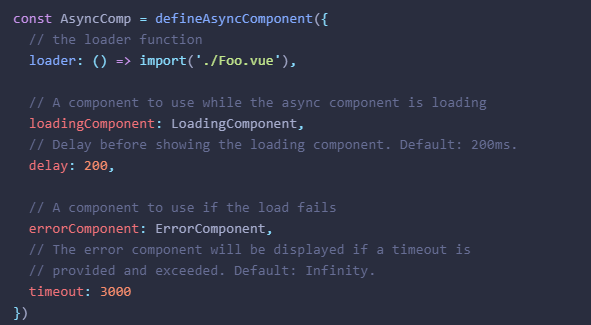 const AsyncComp = defineAsyncComponent({
  // the loader function
  loader: () => import('./Foo.vue'),

  // A component to use while the async component is loading
  loadingComponent: LoadingComponent,
  // Delay before showing the loading component. Default: 200ms.
  delay: 200,

  // A component to use if the load fails
  errorComponent: ErrorComponent,
  // The error component will be displayed if a timeout is
  // provided and exceeded. Default: Infinity.
  timeout: 3000
})